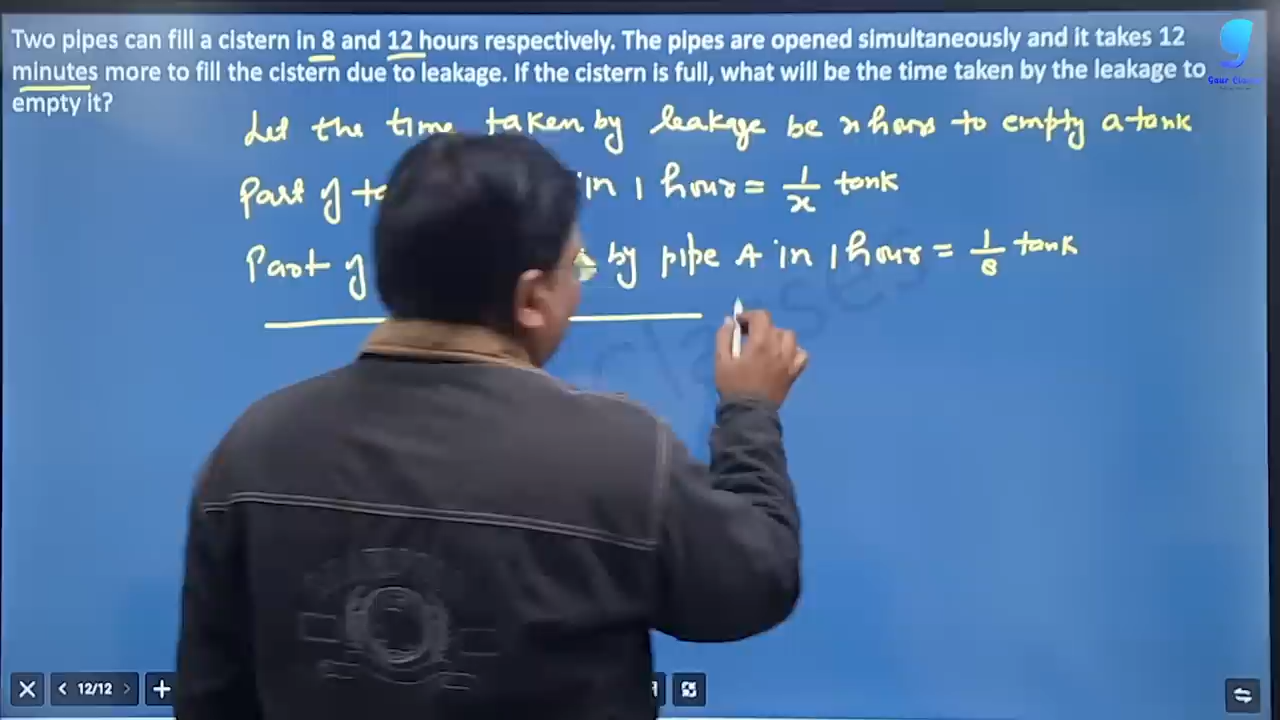 Two pipes can fill a cistern in 8 and 12 hours respectively. The pipes are opened simultaneously and it takes 12
minutes more to fill the cistern due to leakage. If the cistern is full, what will be the time taken by the leakage to
empty it?
Let the time taken by leakage be x hours to empty a tank
Part of in 1 hour = 1/x tank
Part of by pipe A in 1 hour = 1/8 tank
classes
12/12